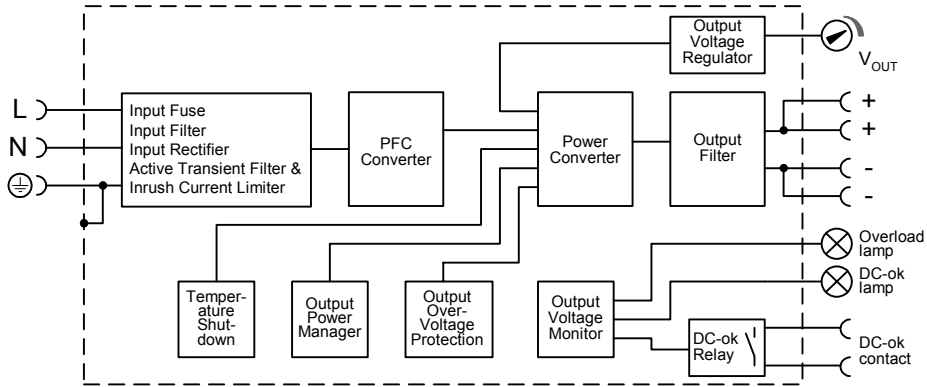 Output
Voltage
Regulator
V OUT
L
N
Input Fuse
Input Filter
Input Rectifier
Active Transient Filter &
Inrush Current Limiter
PFC
Converter
Power
Converter
Output
Filter
+
+
-
-
Temper-
ature
Shut-
down
Output
Power
Manager
Output
Over-
Voltage
Protection
Output
Voltage
Monitor
DC-ok
Relay
Overload
lamp
DC-ok
lamp
DC-ok
contact